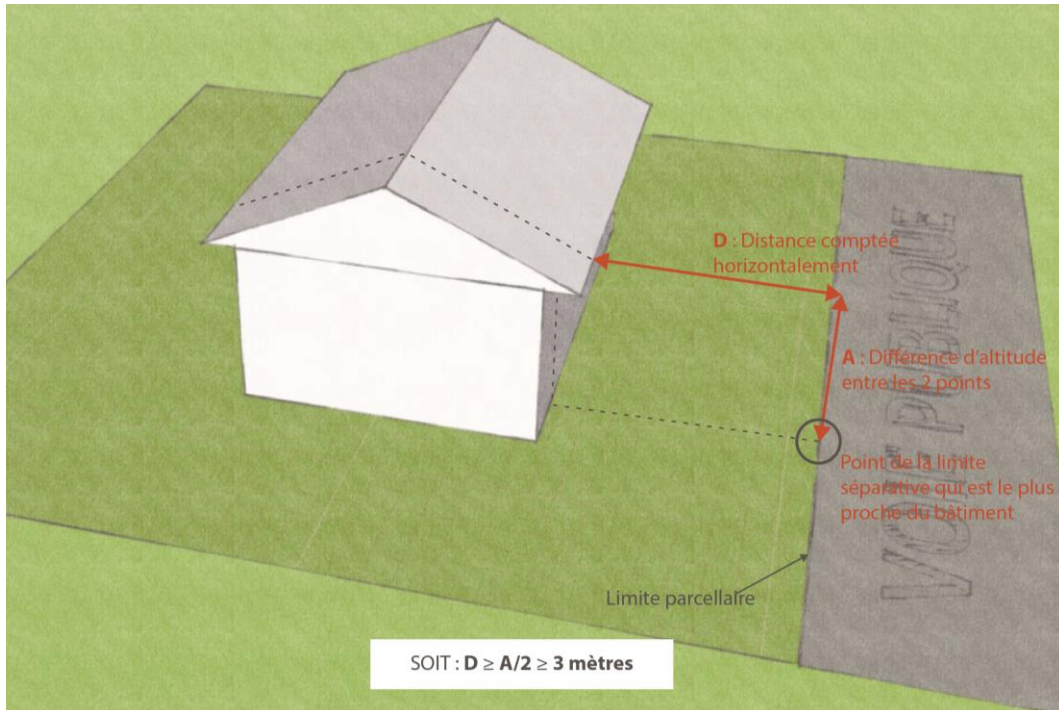 D : Distance comptée
horizontalement
A : Différence d'altitude
entre les 2 points
Point de la limite
séparative qui est le plus
proche du bâtiment
VOIE PUBLIQUE
Limite parcellaire
SOIT : D ≥ A/2 ≥ 3 mètres